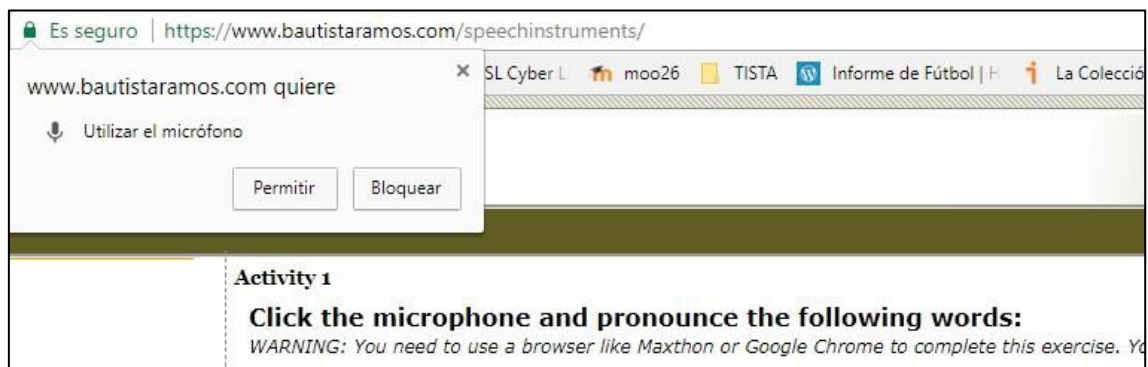 Es seguro | https://www.bautistaramos.com/speechinstruments/
www.bautistaramos.com quiere ×
Utilizar el micrófono
Permitir Bloquear
SL Cyber L moo26 TISTA Informe de Fútbol | H La Colecció
Activity 1
Click the microphone and pronounce the following words:
WARNING: You need to use a browser like Maxthon or Google Chrome to complete this exercise. Yo